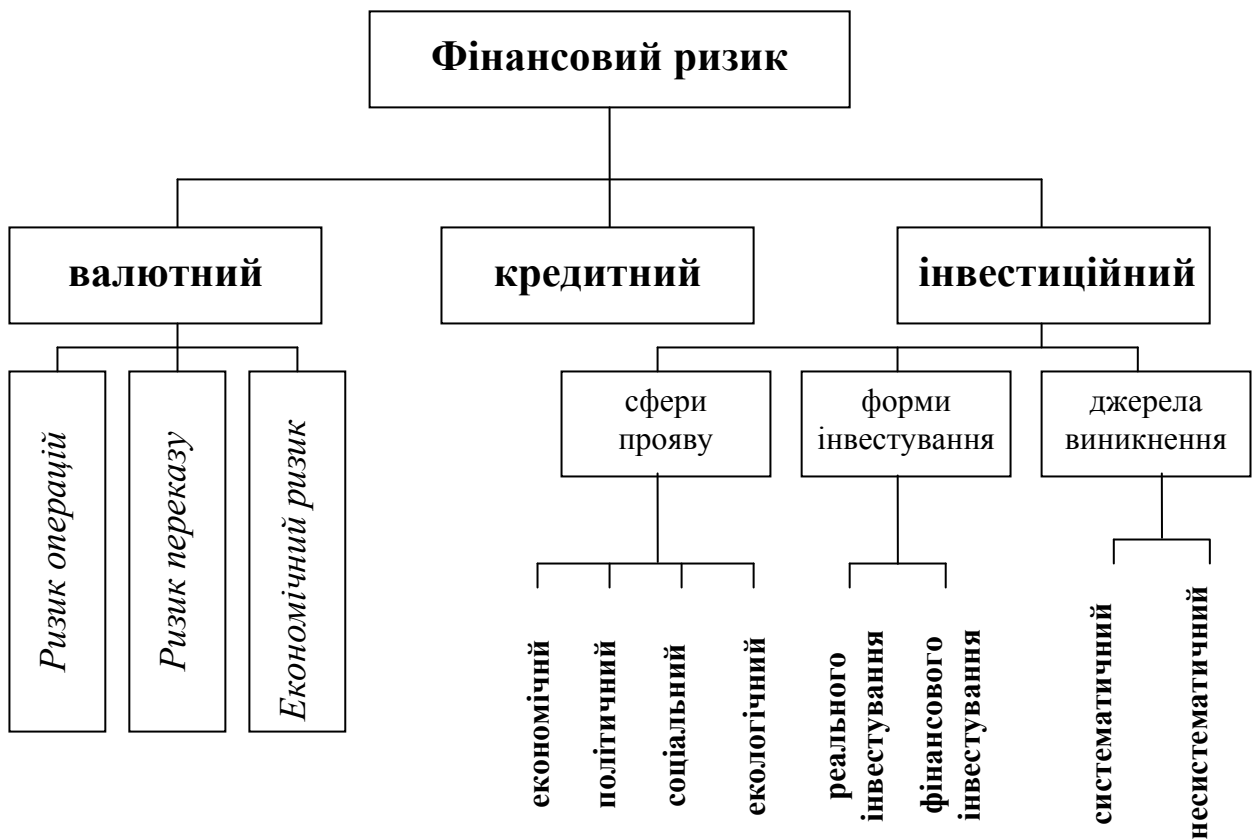 Фінансовий ризик
валютний
кредитний
інвестиційний
Ризик операцій
Ризик переказу
Економічний ризик
сфери
прояву
форми
інвестування
джерела
виникнення
економічнй
політичний
соціальний
екологічний
реального
інвестування
фінансового
інвестування
систематичний
несистематичний